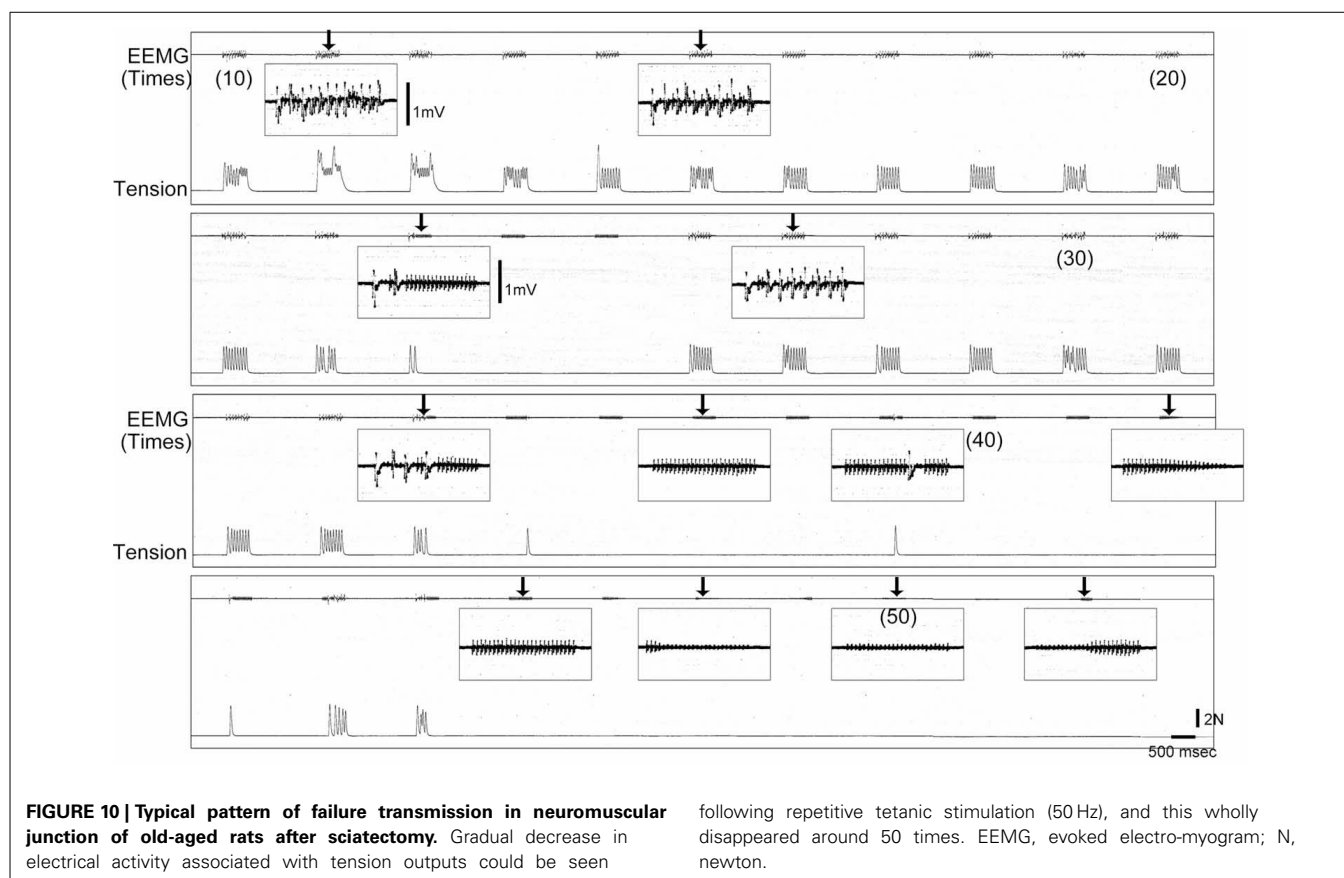 EEMG
(Times)
(10)
(20)
1mV
Tension
1mV
(30)
EEMG
(Times)
(40)
Tension
(50)
2N
500 msec
FIGURE 10 | Typical pattern of failure transmission in neuromuscular
junction of old-aged rats after sciatectomy. Gradual decrease in
electrical activity associated with tension outputs could be seen
following repetitive tetanic stimulation (50 Hz), and this wholly
disappeared around 50 times. EEMG, evoked electro-myogram; N,
newton.